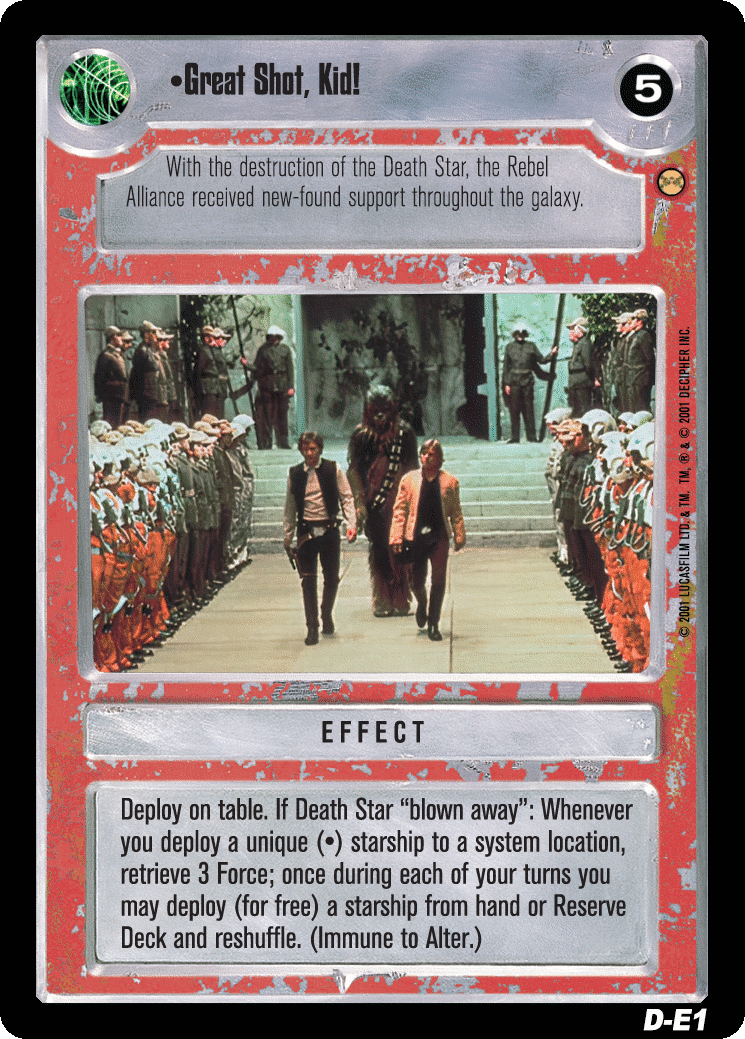 •Great Shot, Kid!
5
With the destruction of the Death Star, the Rebel
Alliance received new-found support throughout the galaxy.
© 2001 LUCASFILM LTD. & TM. TM, ® & © 2001 DECIPHER INC.
EFFECT
Deploy on table. If Death Star “blown away”: Whenever
you deploy a unique (•) starship to a system location,
retrieve 3 Force; once during each of your turns you
may deploy (for free) a starship from hand or Reserve
Deck and reshuffle. (Immune to Alter.)
D-E1